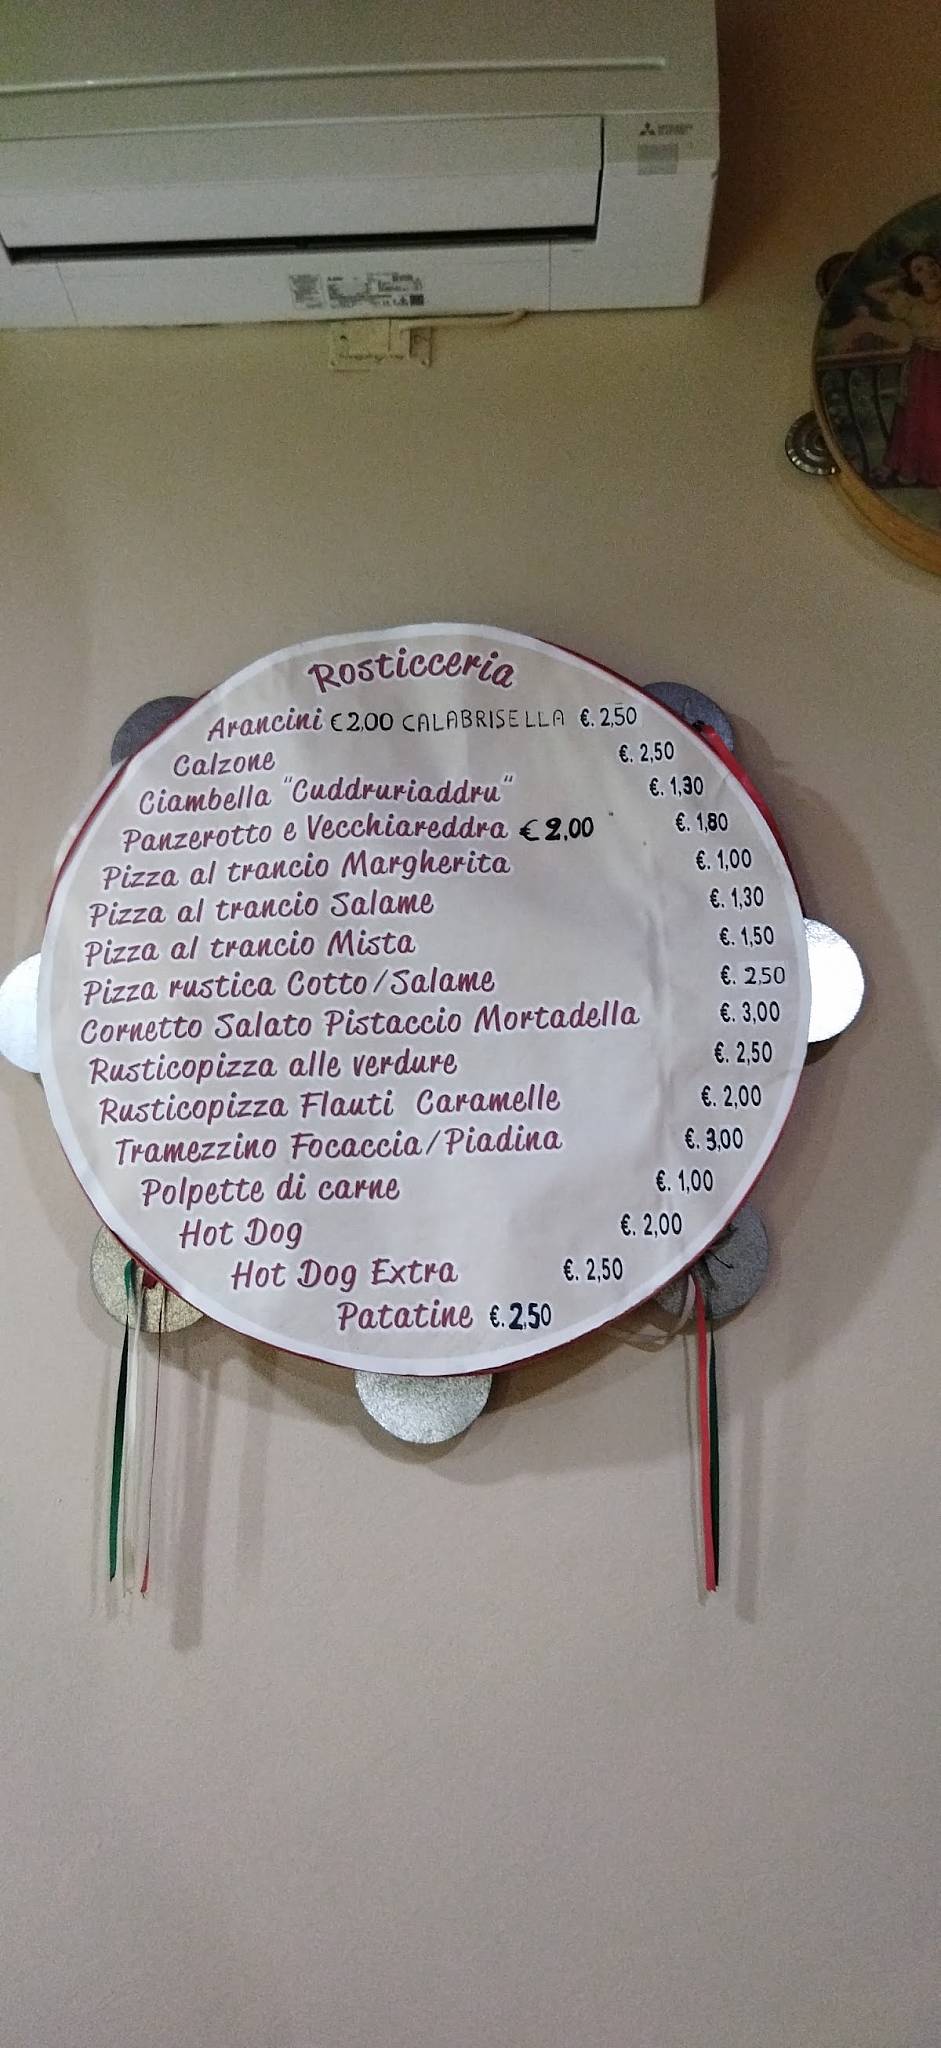 MITSUBISHI
ELECTRIC
Rosticceria
Arancini €2,00 CALABRISELLA €. 2,50
Calzone €. 2,50
Ciambella "Cuddruriaddru" €. 1,30
Panzerotto e Vecchiareddra €2,00 €. 1,80
Pizza al trancio Margherita €. 1,00
Pizza al trancio Salame €. 1,30
Pizza al trancio Mista €. 1,50
Pizza rustica Cotto/Salame €. 2,50
Cornetto Salato Pistaccio Mortadella €. 3,00
Rusticopizza alle verdure €. 2,50
Rusticopizza Flauti Caramelle €. 2,00
Tramezzino Focaccia/Piadina €. 3,00
Polpette di carne €. 1,00
Hot Dog €. 2,00
Hot Dog Extra €. 2,50
Patatine €. 2,50